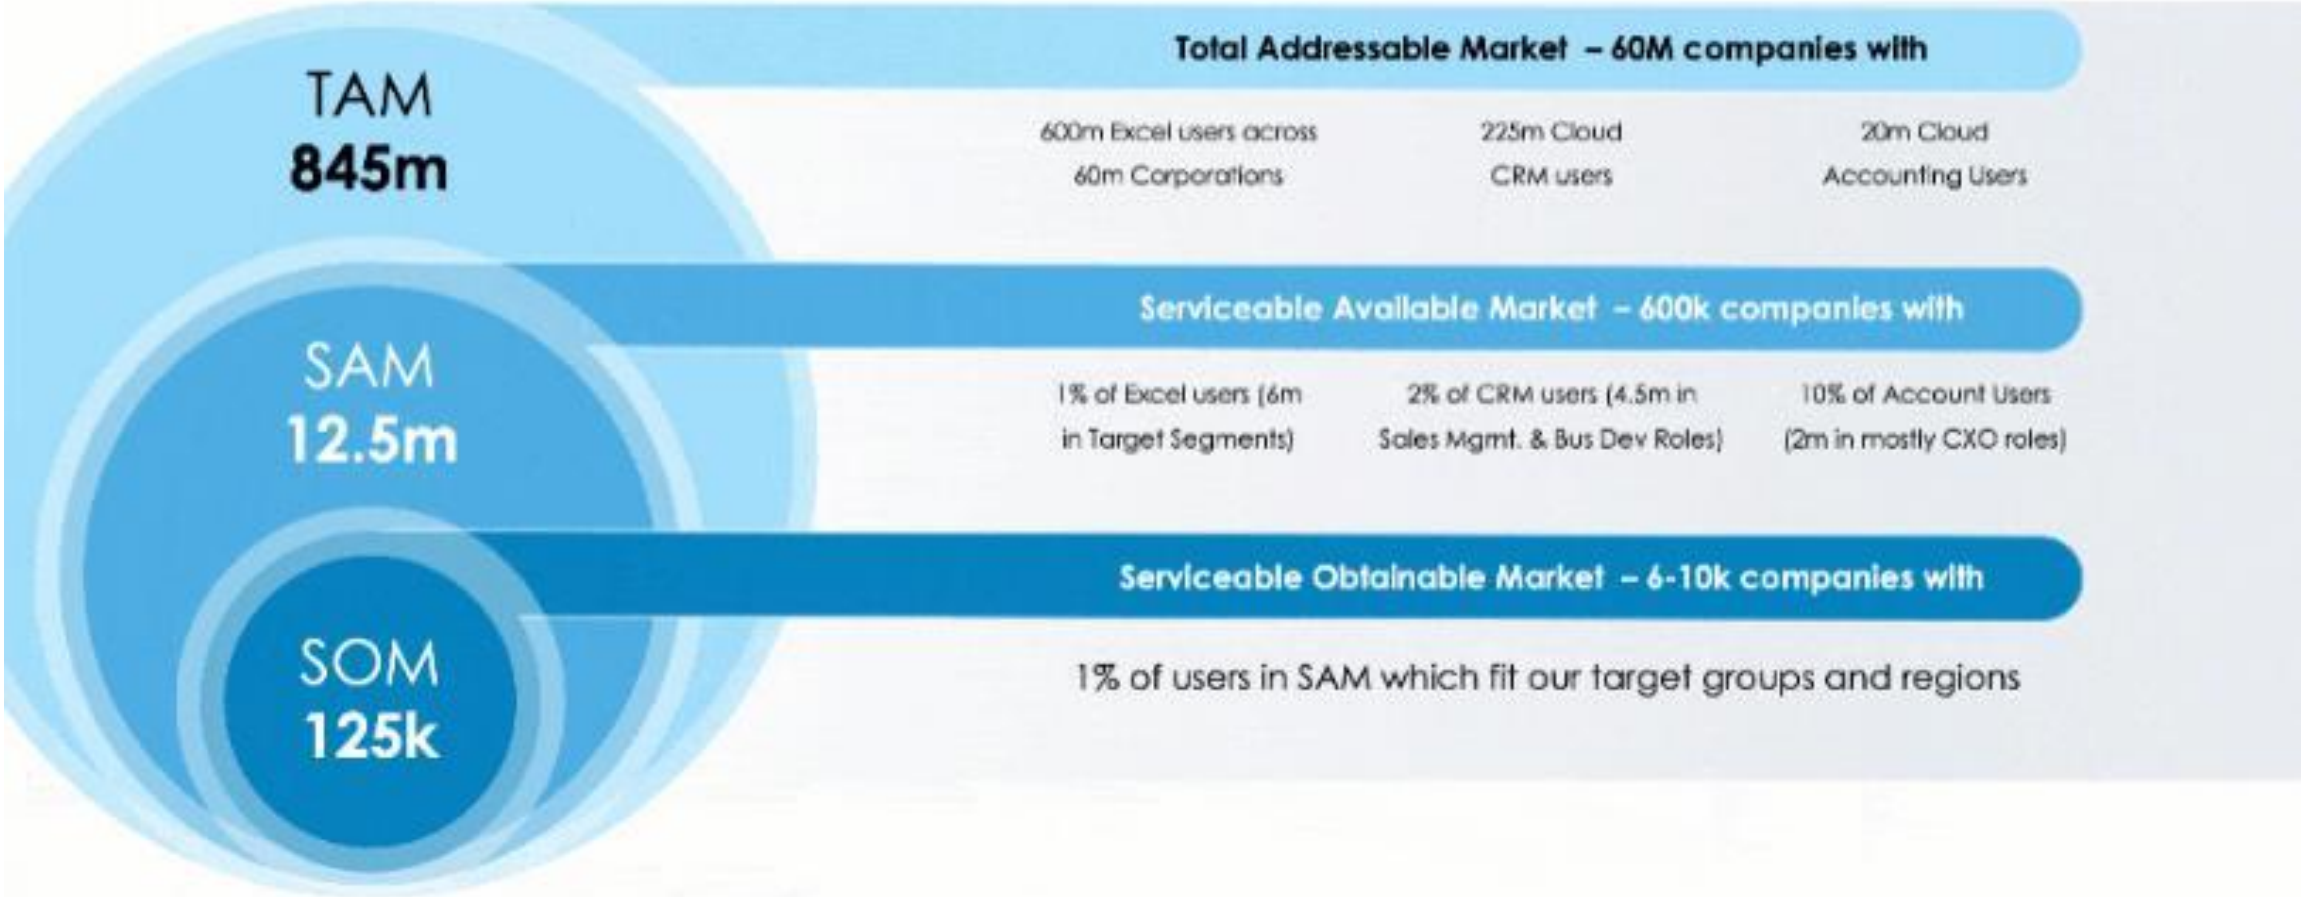 TAM
845m
Total Addressable Market – 60M companies with
600m Excel users across
60m Corporations
225m Cloud
CRM users
20m Cloud
Accounting Users
SAM
12.5m
Serviceable Available Market – 600k companies with
1% of Excel users (6m
in Target Segments)
2% of CRM users (4.5m in
Sales Mgmt. & Bus Dev Roles)
10% of Account Users
(2m in mostly CXO roles)
SOM
125k
Serviceable Obtainable Market – 6-10k companies with
1% of users in SAM which fit our target groups and regions